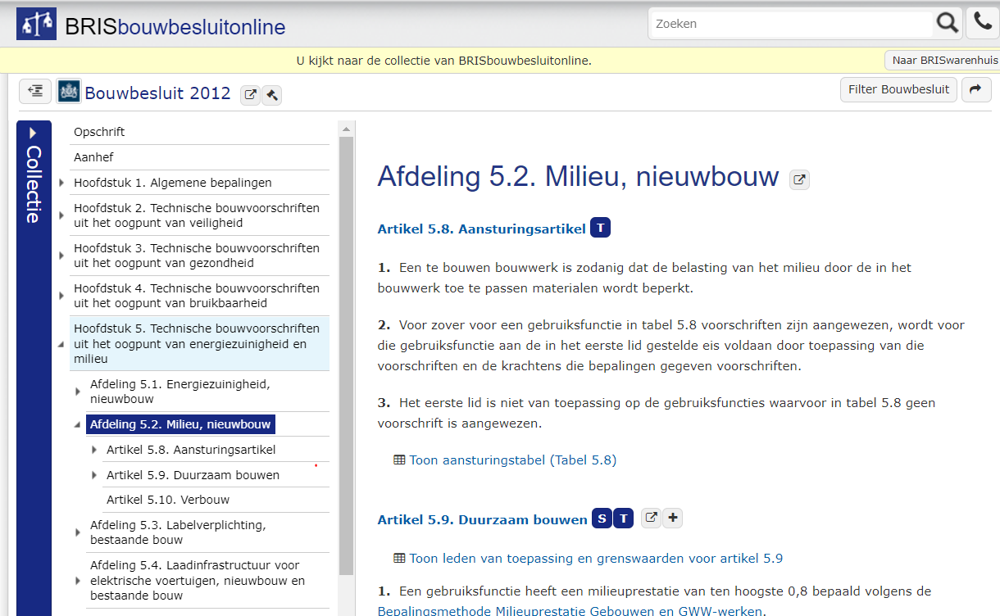 BRISbouwbesluitonline
Zoeken
U kijkt naar de collectie van BRISbouwbesluitonline.
Naar BRISwarenhuis
Bouwbesluit 2012
Filter Bouwbesluit
Collectie
Opschrift
Aanhef
Hoofdstuk 1. Algemene bepalingen
Hoofdstuk 2. Technische bouwvoorschriften
uit het oogpunt van veiligheid
Hoofdstuk 3. Technische bouwvoorschriften
uit het oogpunt van gezondheid
Hoofdstuk 4. Technische bouwvoorschriften
uit het oogpunt van bruikbaarheid
Hoofdstuk 5. Technische bouwvoorschriften
uit het oogpunt van energiezuinigheid en
milieu
Afdeling 5.1. Energiezuinigheid,
nieuwbouw
Afdeling 5.2. Milieu, nieuwbouw
Artikel 5.8. Aansturingsartikel
Artikel 5.9. Duurzaam bouwen
Artikel 5.10. Verbouw
Afdeling 5.3. Labelverplichting,
bestaande bouw
Afdeling 5.4. Laadinfrastructuur voor
elektrische voertuigen, nieuwbouw en
bestaande bouw
Afdeling 5.2. Milieu, nieuwbouw
Artikel 5.8. Aansturingsartikel T
1. Een te bouwen bouwwerk is zodanig dat de belasting van het milieu door de in het
bouwwerk toe te passen materialen wordt beperkt.
2. Voor zover voor een gebruiksfunctie in tabel 5.8 voorschriften zijn aangewezen, wordt voor
die gebruiksfunctie aan de in het eerste lid gestelde eis voldaan door toepassing van die
voorschriften en de krachtens die bepalingen gegeven voorschriften.
3. Het eerste lid is niet van toepassing op de gebruiksfuncties waarvoor in tabel 5.8 geen
voorschrift is aangewezen.
Toon aansturingstabel (Tabel 5.8)
Artikel 5.9. Duurzaam bouwen S T
Toon leden van toepassing en grenswaarden voor artikel 5.9
1. Een gebruiksfunctie heeft een milieuprestatie van ten hoogste 0,8 bepaald volgens de
Bepalingsmethode Milieuprestatie Gebouwen en GWW-werken.